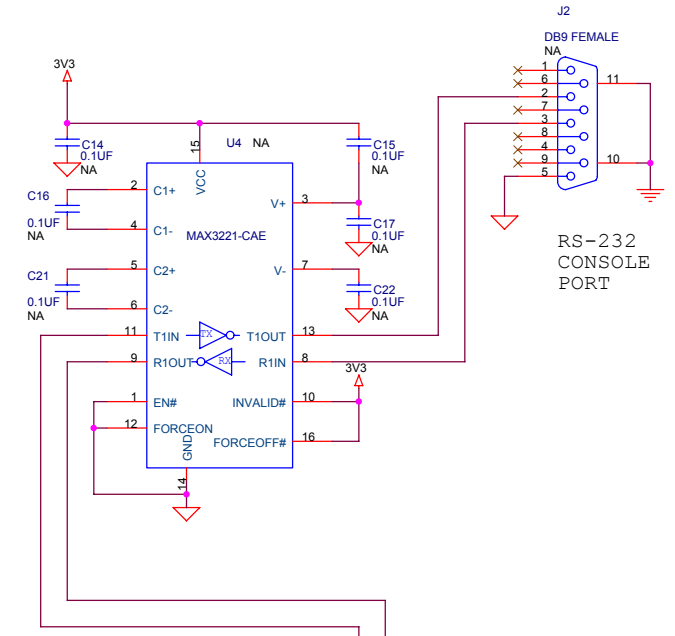 J2
DB9 FEMALE
NA
1
6
2
7
3
8
4
9
5
11
10
RS-232
CONSOLE
PORT
3V3
C14
0.1UF
NA
15
U4 NA
C15
0.1UF
NA
VCC
C16
0.1UF
NA
2 C1+
4 C1-
V+ 3
MAX3221-CAE
C17
0.1UF
NA
C21
0.1UF
NA
5 C2+
6 C2-
V- 7
C22
0.1UF
NA
11 T1IN TX T1OUT 13
9 R1OUT RX R1IN 8
3V3
1 EN# INVALID# 10
12 FORCEON
FORCEOFF# 16
GND
14